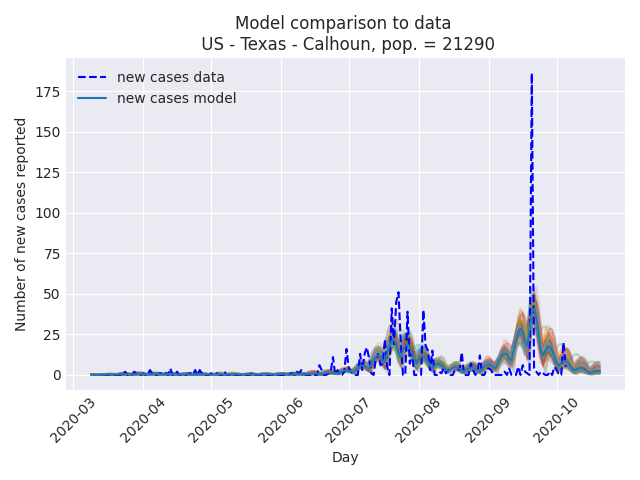 Model comparison to data
US - Texas - Calhoun, pop. = 21290
new cases data
new cases model
Number of new cases reported
175
150
125
100
75
50
25
0
2020-03
2020-04
2020-05
2020-06
2020-07
2020-08
2020-09
2020-10
Day